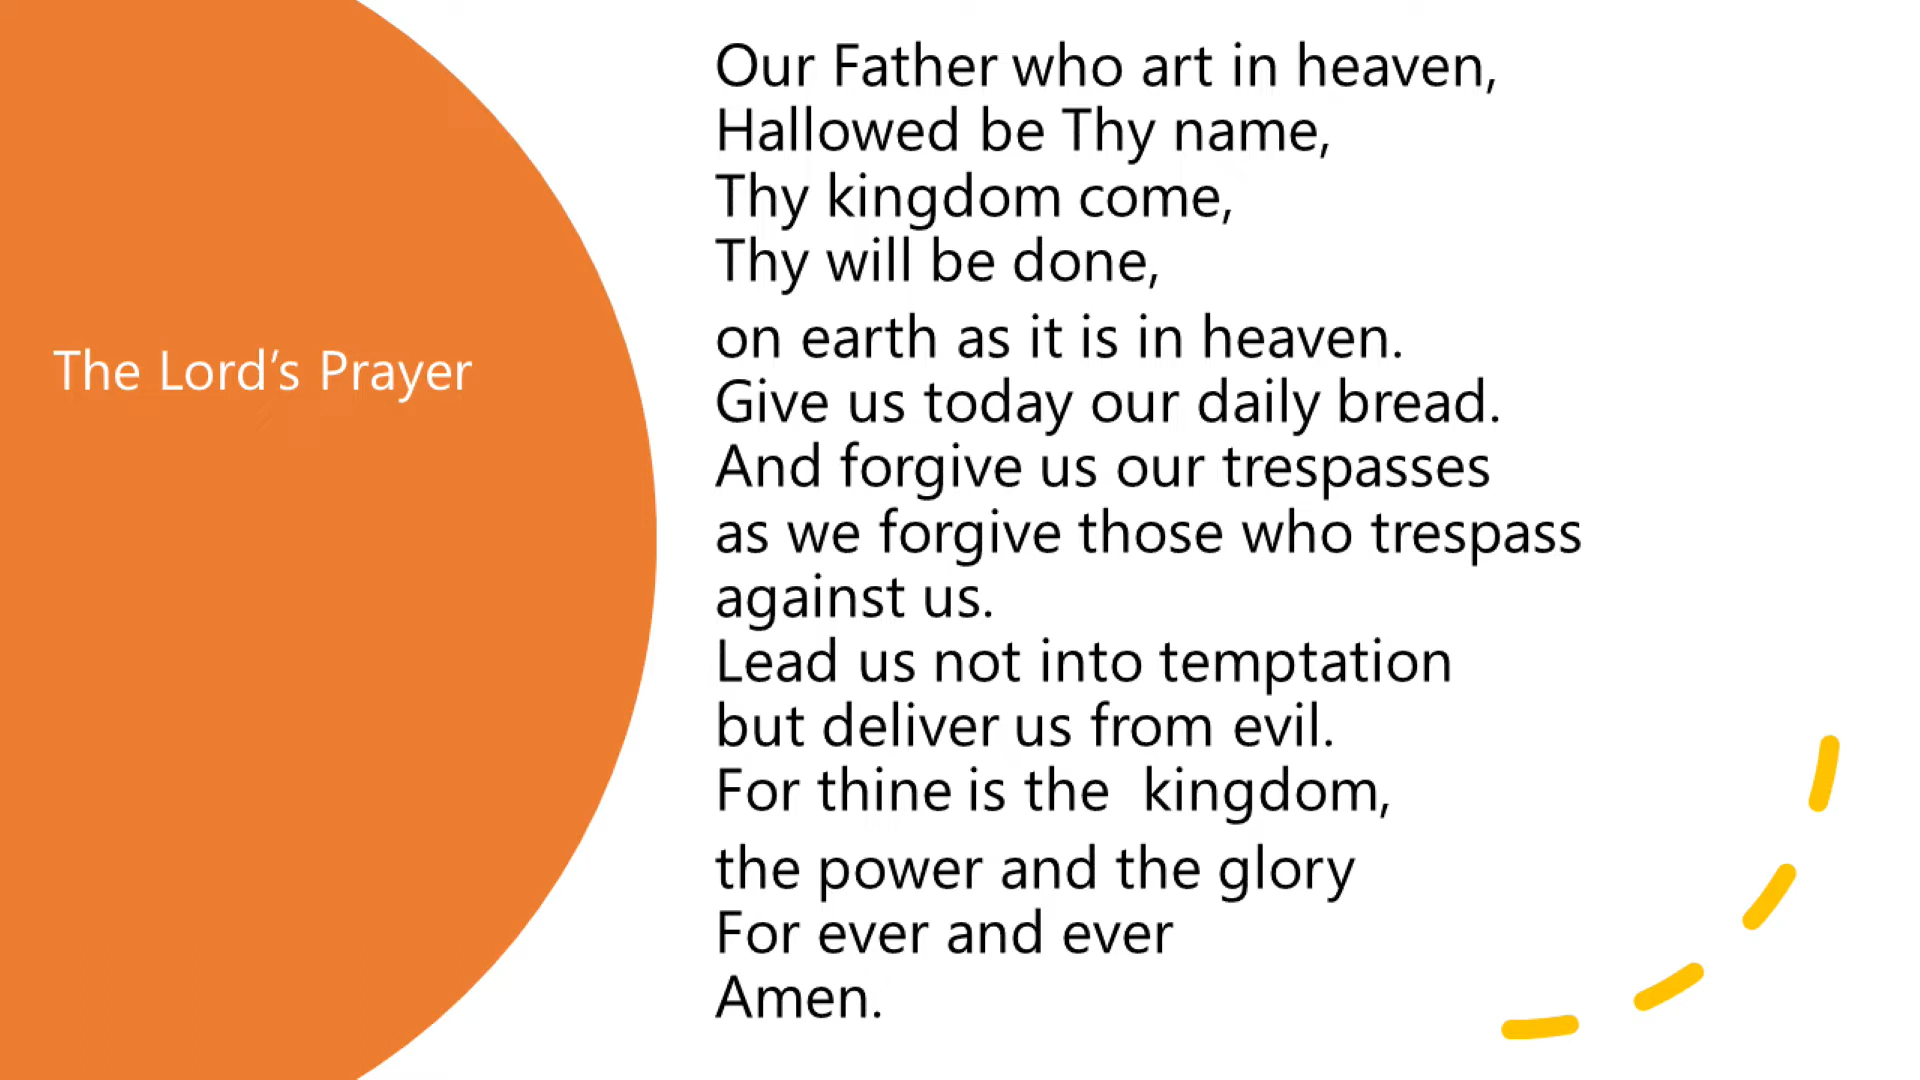 The Lord’s Prayer
Our Father who art in heaven,
Hallowed be Thy name,
Thy kingdom come,
Thy will be done,
on earth as it is in heaven.
Give us today our daily bread.
And forgive us our trespasses
as we forgive those who trespass
against us.
Lead us not into temptation
but deliver us from evil.
For thine is the  kingdom,
the power and the glory
For ever and ever
Amen.